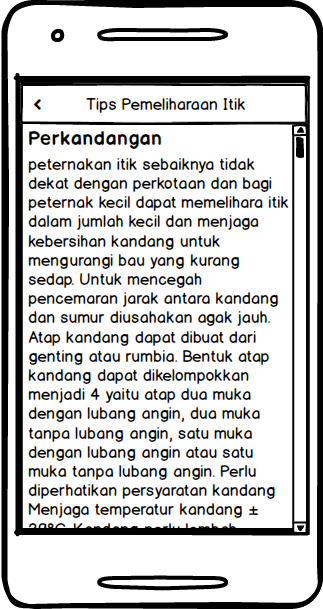 Tips Pemeliharaan Itik
Perkandangan
peternakan itik sebaiknya tidak
dekat dengan perkotaan dan bagi
peternak kecil dapat memelihara itik
dalam jumlah kecil dan menjaga
kebersihan kandang untuk
mengurangi bau yang kurang
sedap. Untuk mencegah
pencemaran jarak antara kandang
dan sumur diusahakan agak jauh.
Atap kandang dapat dibuat dari
genting atau rumbia. Bentuk atap
kandang dapat dikelompokkan
menjadi 4 yaitu atap dua muka
dengan lubang angin, dua muka
tanpa lubang angin, satu muka
dengan lubang angin atau satu
muka tanpa lubang angin. Perlu
diperhatikan persyaratan kandang
Menjaga temperatur kandang ±
Kandang perlu